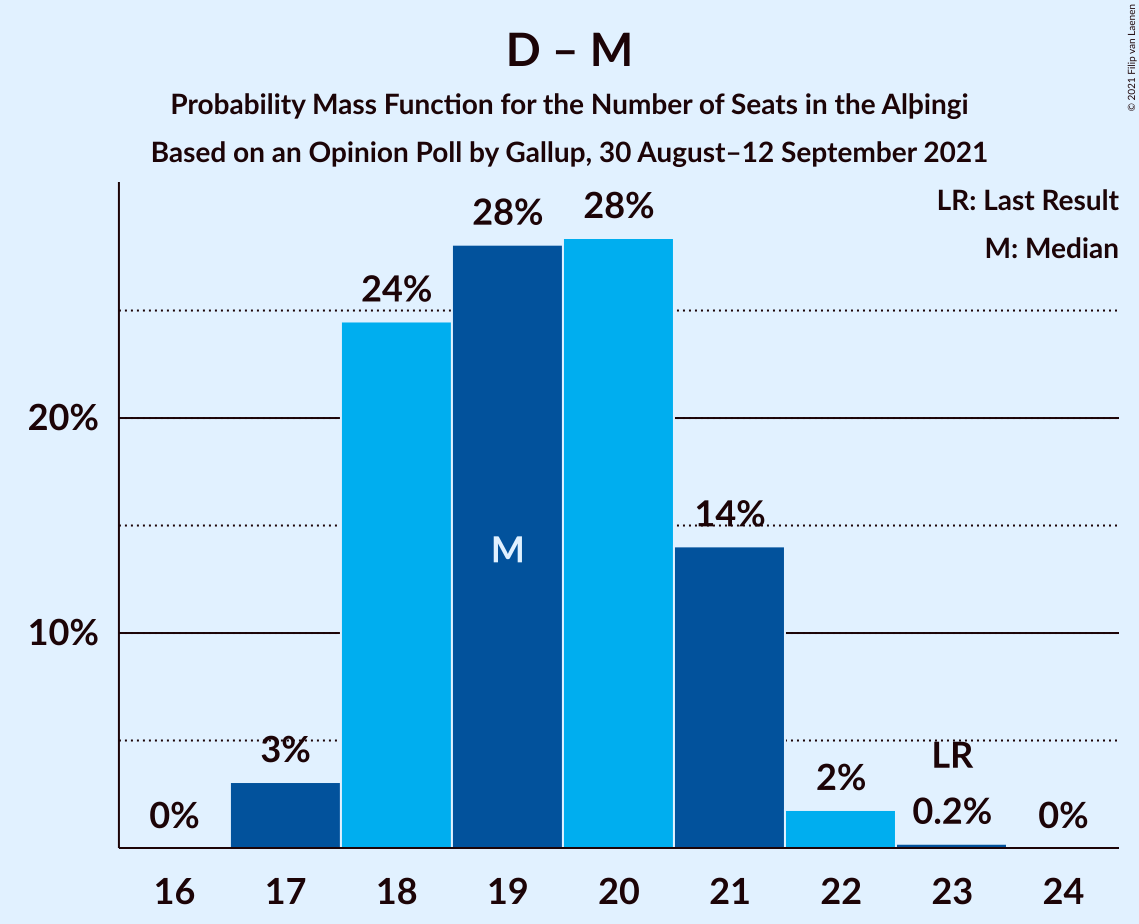 D – M
Probability Mass Function for the Number of Seats in the Alþingi
Based on an Opinion Poll by Gallup, 30 August–12 September 2021
© 2021 Filip van Laenen
LR: Last Result
M: Median
28%
28%
24%
20%
14%
M
10%
3%
LR
2%
0%
0.2%
0%
16 17 18 19 20 21 22 23 24